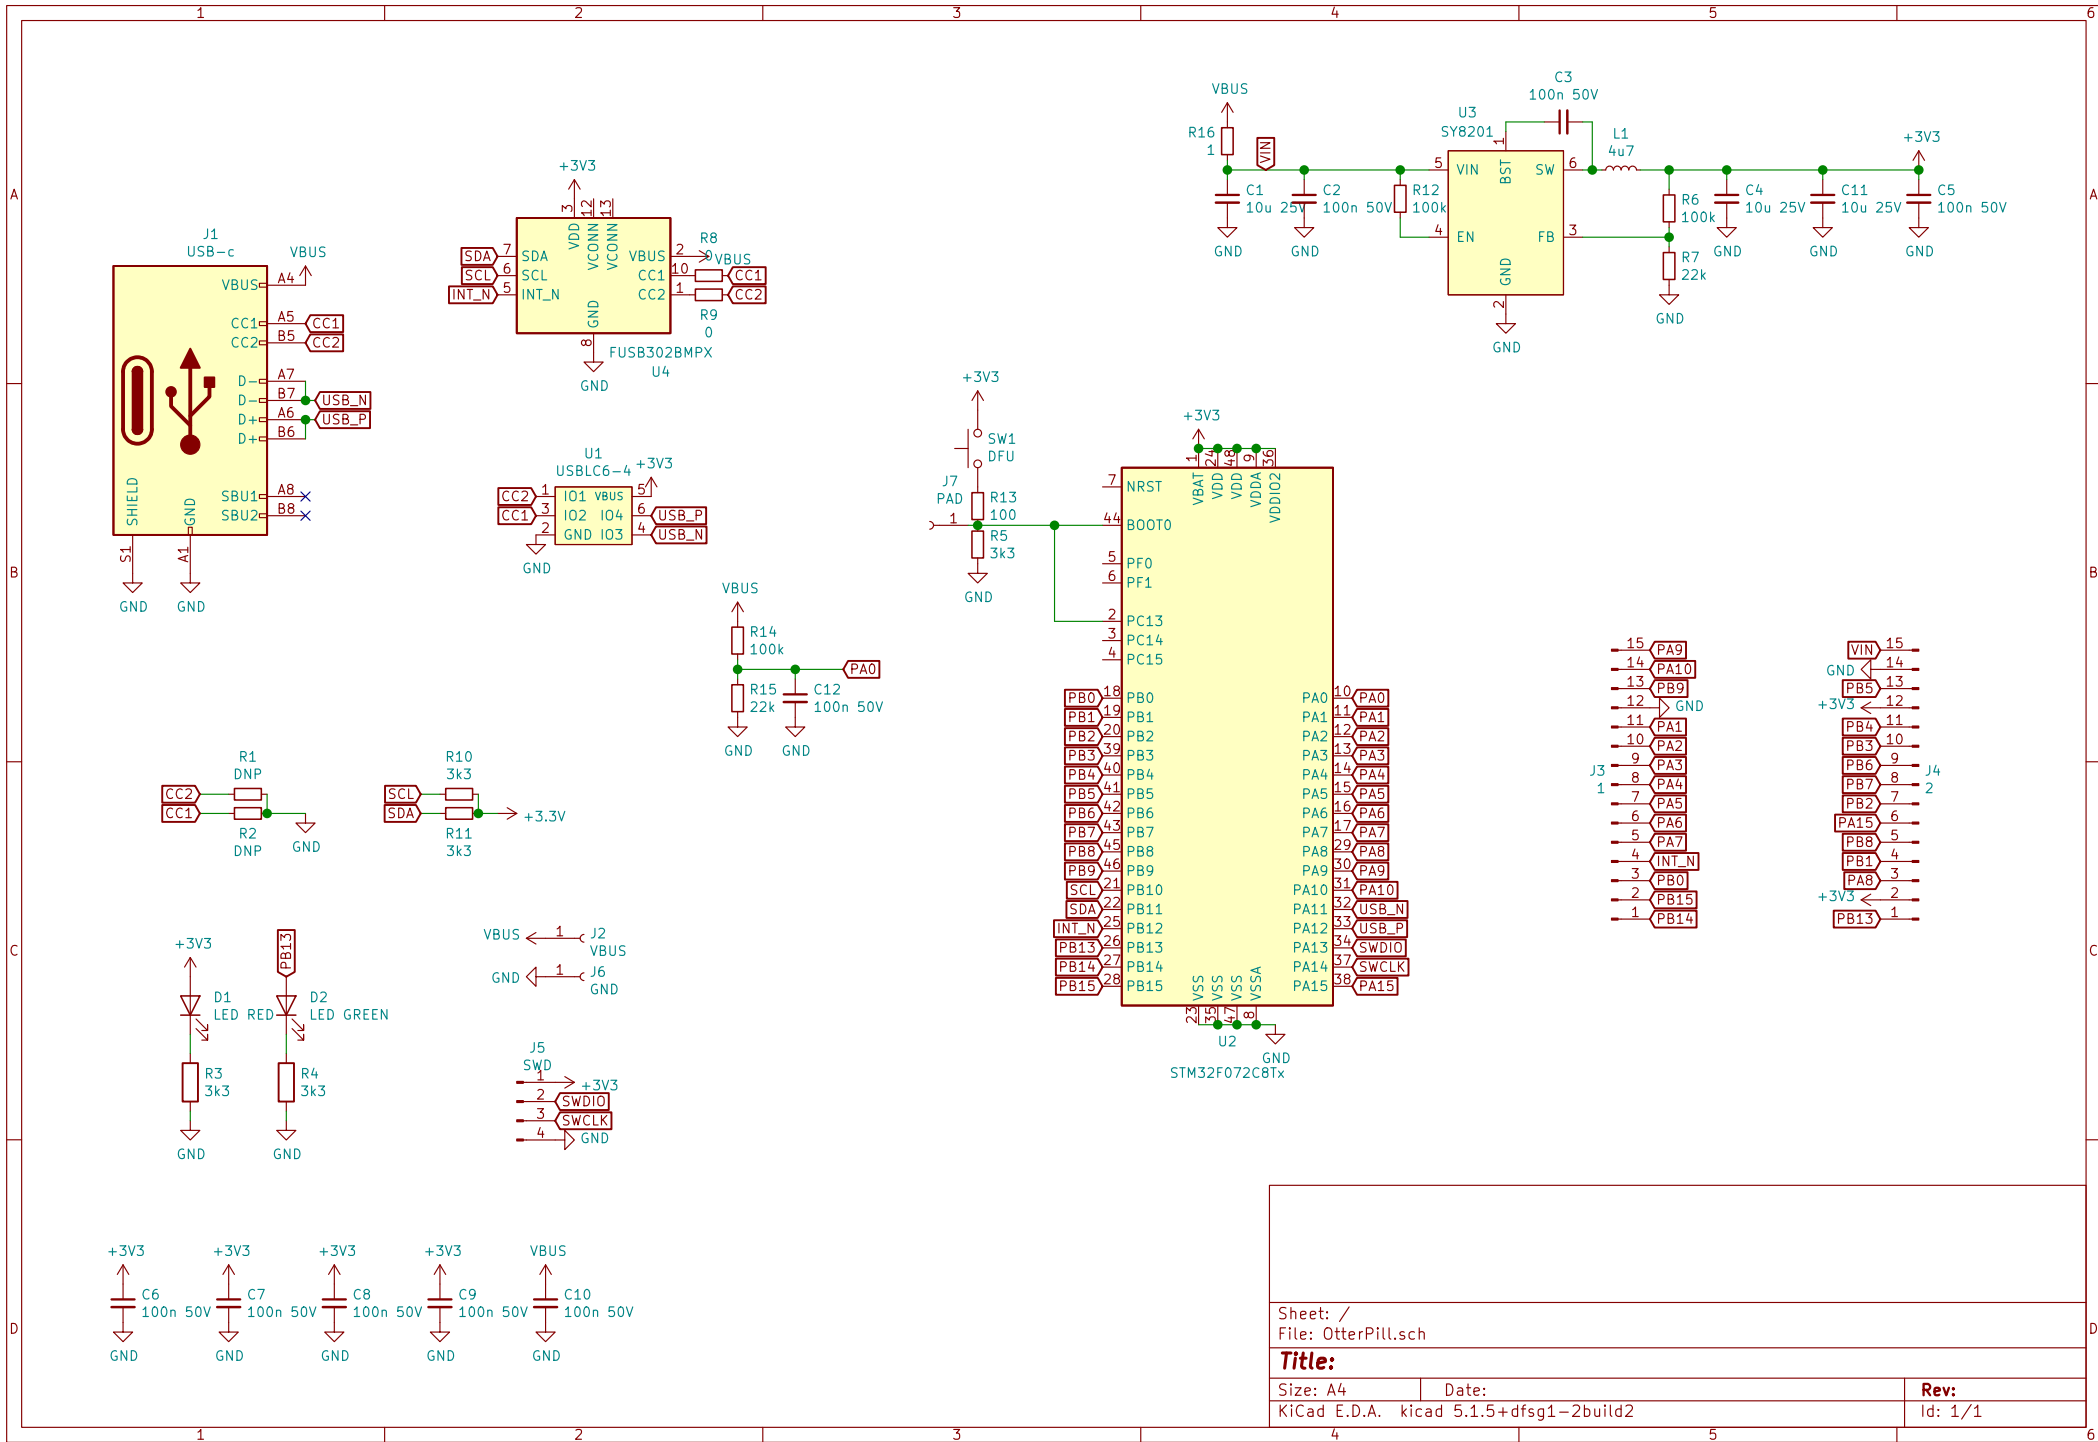 1 2 3 4 5 6
A
B
C
D
J1
USB-c
VBUS
VBUS A4
CC1 A5 CC1
CC2 B5 CC2
D- A7
D- B7 USB_N
D+ A6 USB_P
D+ B6
SBU1 A8
SBU2 B8
SHIELD
GND
S1
A1
GND
GND
+3V3
3 12 13
VDD VCONN VCONN
SDA 7 SDA
SCL 6 SCL
INT_N 5 INT_N
VBUS 2 VBUS
CC1 10 CC1
CC2 1 CC2
R8
0
R9
0
GND
8
FUSB302BMPX
U4
GND
U1
USBLC6-4
+3V3
CC2 1 IO1 VBUS 5
CC1 3 IO2 IO4 6 USB_P
2 GND IO3 4 USB_N
GND
VBUS
R14
100k
PA0
R15
22k
C12
100n 50V
GND
GND
R1
DNP
CC2
CC1
R2
DNP
GND
R10
3k3
SCL
SDA
R11
3k3
+3.3V
+3V3
D1
LED RED
R3
3k3
GND
PB13
D2
LED GREEN
R4
3k3
GND
VBUS 1 J2
VBUS
GND 1 J6
GND
J5
SWD
1 +3V3
2 SWDIO
3 SWCLK
4 GND
+3V3
C6
100n 50V
GND
+3V3
C7
100n 50V
GND
+3V3
C8
100n 50V
GND
+3V3
C9
100n 50V
GND
VBUS
C10
100n 50V
GND
VBUS
R16
1
VIN
C1
10u 25V
GND
C2
100n 50V
GND
R12
100k
U3
SY8201
5 VIN
4 EN
1 BST
SW 6
FB 3
GND
2
GND
C3
100n 50V
L1
4u7
R6
100k
R7
22k
GND
C4
10u 25V
GND
C11
10u 25V
GND
+3V3
C5
100n 50V
GND
+3V3
SW1
DFU
J7
PAD
1
R13
100
R5
3k3
GND
+3V3
1 24 48 9 36
VBAT VDD VDD VDDA VDDIO2
7 NRST
44 BOOT0
5 PF0
6 PF1
2 PC13
3 PC14
4 PC15
PB0 18 PB0 PA0 10 PA0
PB1 19 PB1 PA1 11 PA1
PB2 20 PB2 PA2 12 PA2
PB3 39 PB3 PA3 13 PA3
PB4 40 PB4 PA4 14 PA4
PB5 41 PB5 PA5 15 PA5
PB6 42 PB6 PA6 16 PA6
PB7 43 PB7 PA7 17 PA7
PB8 45 PB8 PA8 29 PA8
PB9 46 PB9 PA9 30 PA9
SCL 21 PB10 PA10 31 PA10
SDA 22 PB11 PA11 32 USB_N
INT_N 25 PB12 PA12 33 USB_P
PB13 26 PB13 PA13 34 SWDIO
PB14 27 PB14 PA14 37 SWCLK
PB15 28 PB15 PA15 38 PA15
VSS VSS VSS VSSA
23 35 47 8
U2
GND
STM32F072C8Tx
15 PA9
14 PA10
13 PB9
12 GND
11 PA1
10 PA2
9 PA3
8 PA4
7 PA5
6 PA6
5 PA7
4 INT_N
3 PB0
2 PB15
1 PB14
J3
1
VIN 15
GND 14
PB5 13
+3V3 12
PB4 11
PB3 10
PB6 9
PB7 8
PB2 7
PA15 6
PB8 5
PB1 4
PA8 3
+3V3 2
PB13 1
J4
2
A
B
C
D
Sheet: /
File: OtterPill.sch
Title:
Size: A4 Date: Rev:
KiCad E.D.A. kicad 5.1.5+dfsg1-2build2 Id: 1/1
1 2 3 4 5 6